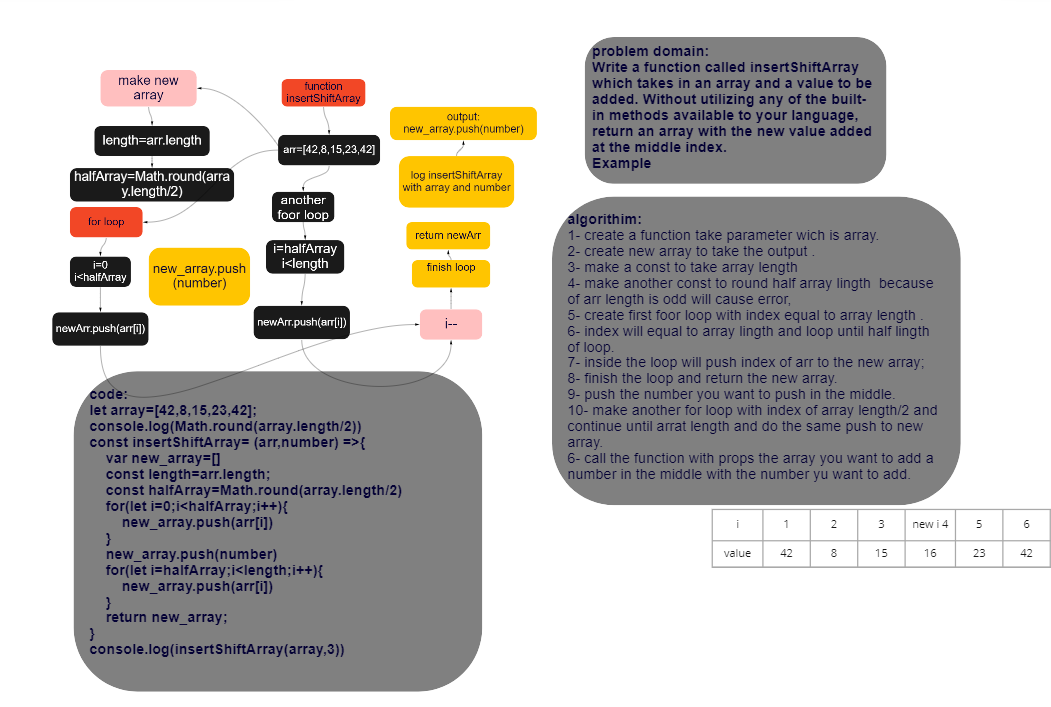 make new
array
length=arr.length
halfArray=Math.round(arra
y.length/2)
for loop
i=0
i<halfArray
newArr.push(arr[i])
new_array.push
(number)
function
insertShiftArray
arr=[42,8,15,23,42]
another
foor loop
i=halfArray
i<length
newArr.push(arr[i])
output:
new_array.push(number)
log insertShiftArray
with array and number
return newArr
finish loop
i--
problem domain:
Write a function called insertShiftArray
which takes in an array and a value to be
added. Without utilizing any of the built-
in methods available to your language,
return an array with the new value added
at the middle index.
Example
algorithim:
1- create a function take parameter wich is array.
2- create new array to take the output .
3- make a const to take array length
4- make another const to round half array lingth  because
of arr length is odd will cause error,
5- create first foor loop with index equal to array length .
6- index will equal to array lingth and loop until half lingth
of loop.
7- inside the loop will push index of arr to the new array;
8- finish the loop and return the new array.
9- push the number you want to push in the middle.
10- make another for loop with index of array length/2 and
continue until arrat length and do the same push to new
array.
6- call the function with props the array you want to add a
number in the middle with the number yu want to add.
code:
let array=[42,8,15,23,42];
console.log(Math.round(array.length/2))
const insertShiftArray= (arr,number) =>{
    var new_array=[]
    const length=arr.length;
    const halfArray=Math.round(array.length/2)
    for(let i=0;i<halfArray;i++){
        new_array.push(arr[i])
    }
    new_array.push(number)
    for(let i=halfArray;i<length;i++){
        new_array.push(arr[i])
    }
    return new_array;
}
console.log(insertShiftArray(array,3))
i 1 2 3 new i 4 5 6
value 42 8 15 16 23 42